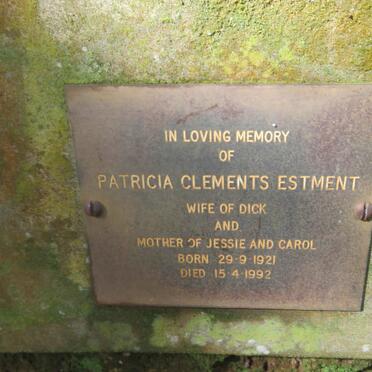 IN LOVING MEMORY
OF
PATRICIA CLEMENTS ESTMENT
WIFE OF DICK
AND
MOTHER OF JESSIE AND CAROL
BORN 29-9-1921
DIED 15-4-1992